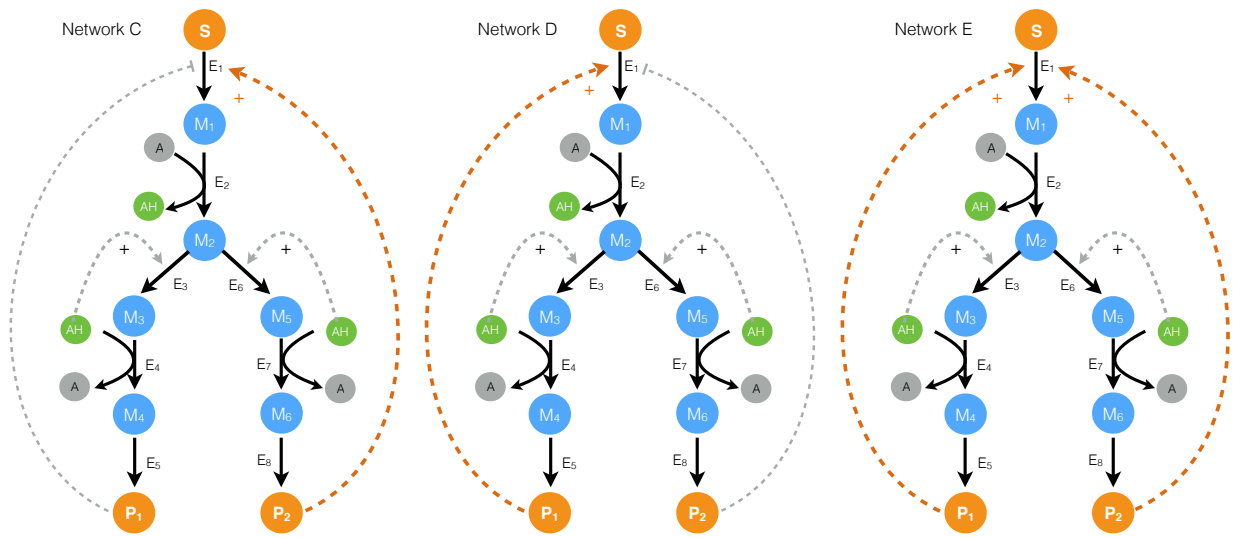 Network C
S
E1
+
M1
A
E2
AH
M2
+
+
E3
E6
M3
M5
AH
AH
E4
E7
A
A
M4
M6
E5
E8
P1
P2
Network D
S
E1
+
M1
A
E2
AH
M2
+
+
E3
E6
M3
M5
AH
AH
E4
E7
A
A
M4
M6
E5
E8
P1
P2
Network E
S
E1
+
+
M1
A
E2
AH
M2
+
+
E3
E6
M3
M5
AH
AH
E4
E7
A
A
M4
M6
E5
E8
P1
P2